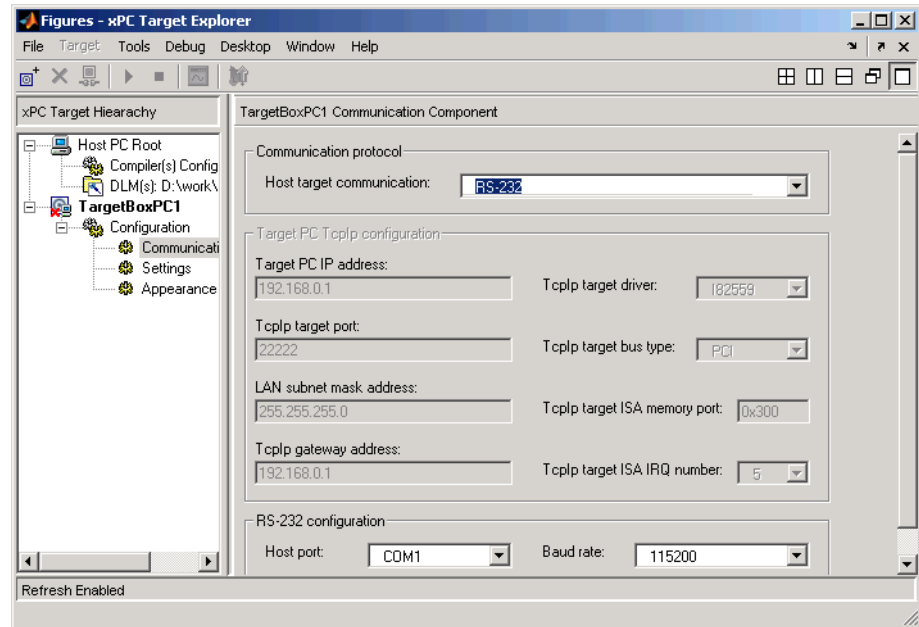 Figures - xPC Target Explorer
File Target Tools Debug Desktop Window Help
xPC Target Hiearachy
TargetBoxPC1 Communication Component
Host PC Root
Compiler(s) Config
DLM(s): D:\work\
TargetBoxPC1
Configuration
Communicati
Settings
Appearance
Communication protocol
Host target communication: RS-232
Target PC TcpIp configuration
Target PC IP address:
192.168.0.1
TcpIp target driver: I82559
TcpIp target port:
22222
TcpIp target bus type: PCI
LAN subnet mask address:
255.255.255.0
TcpIp target ISA memory port: 0x300
TcpIp gateway address:
192.168.0.1
TcpIp target ISA IRQ number: 5
RS-232 configuration
Host port: COM1 Baud rate: 115200
Refresh Enabled